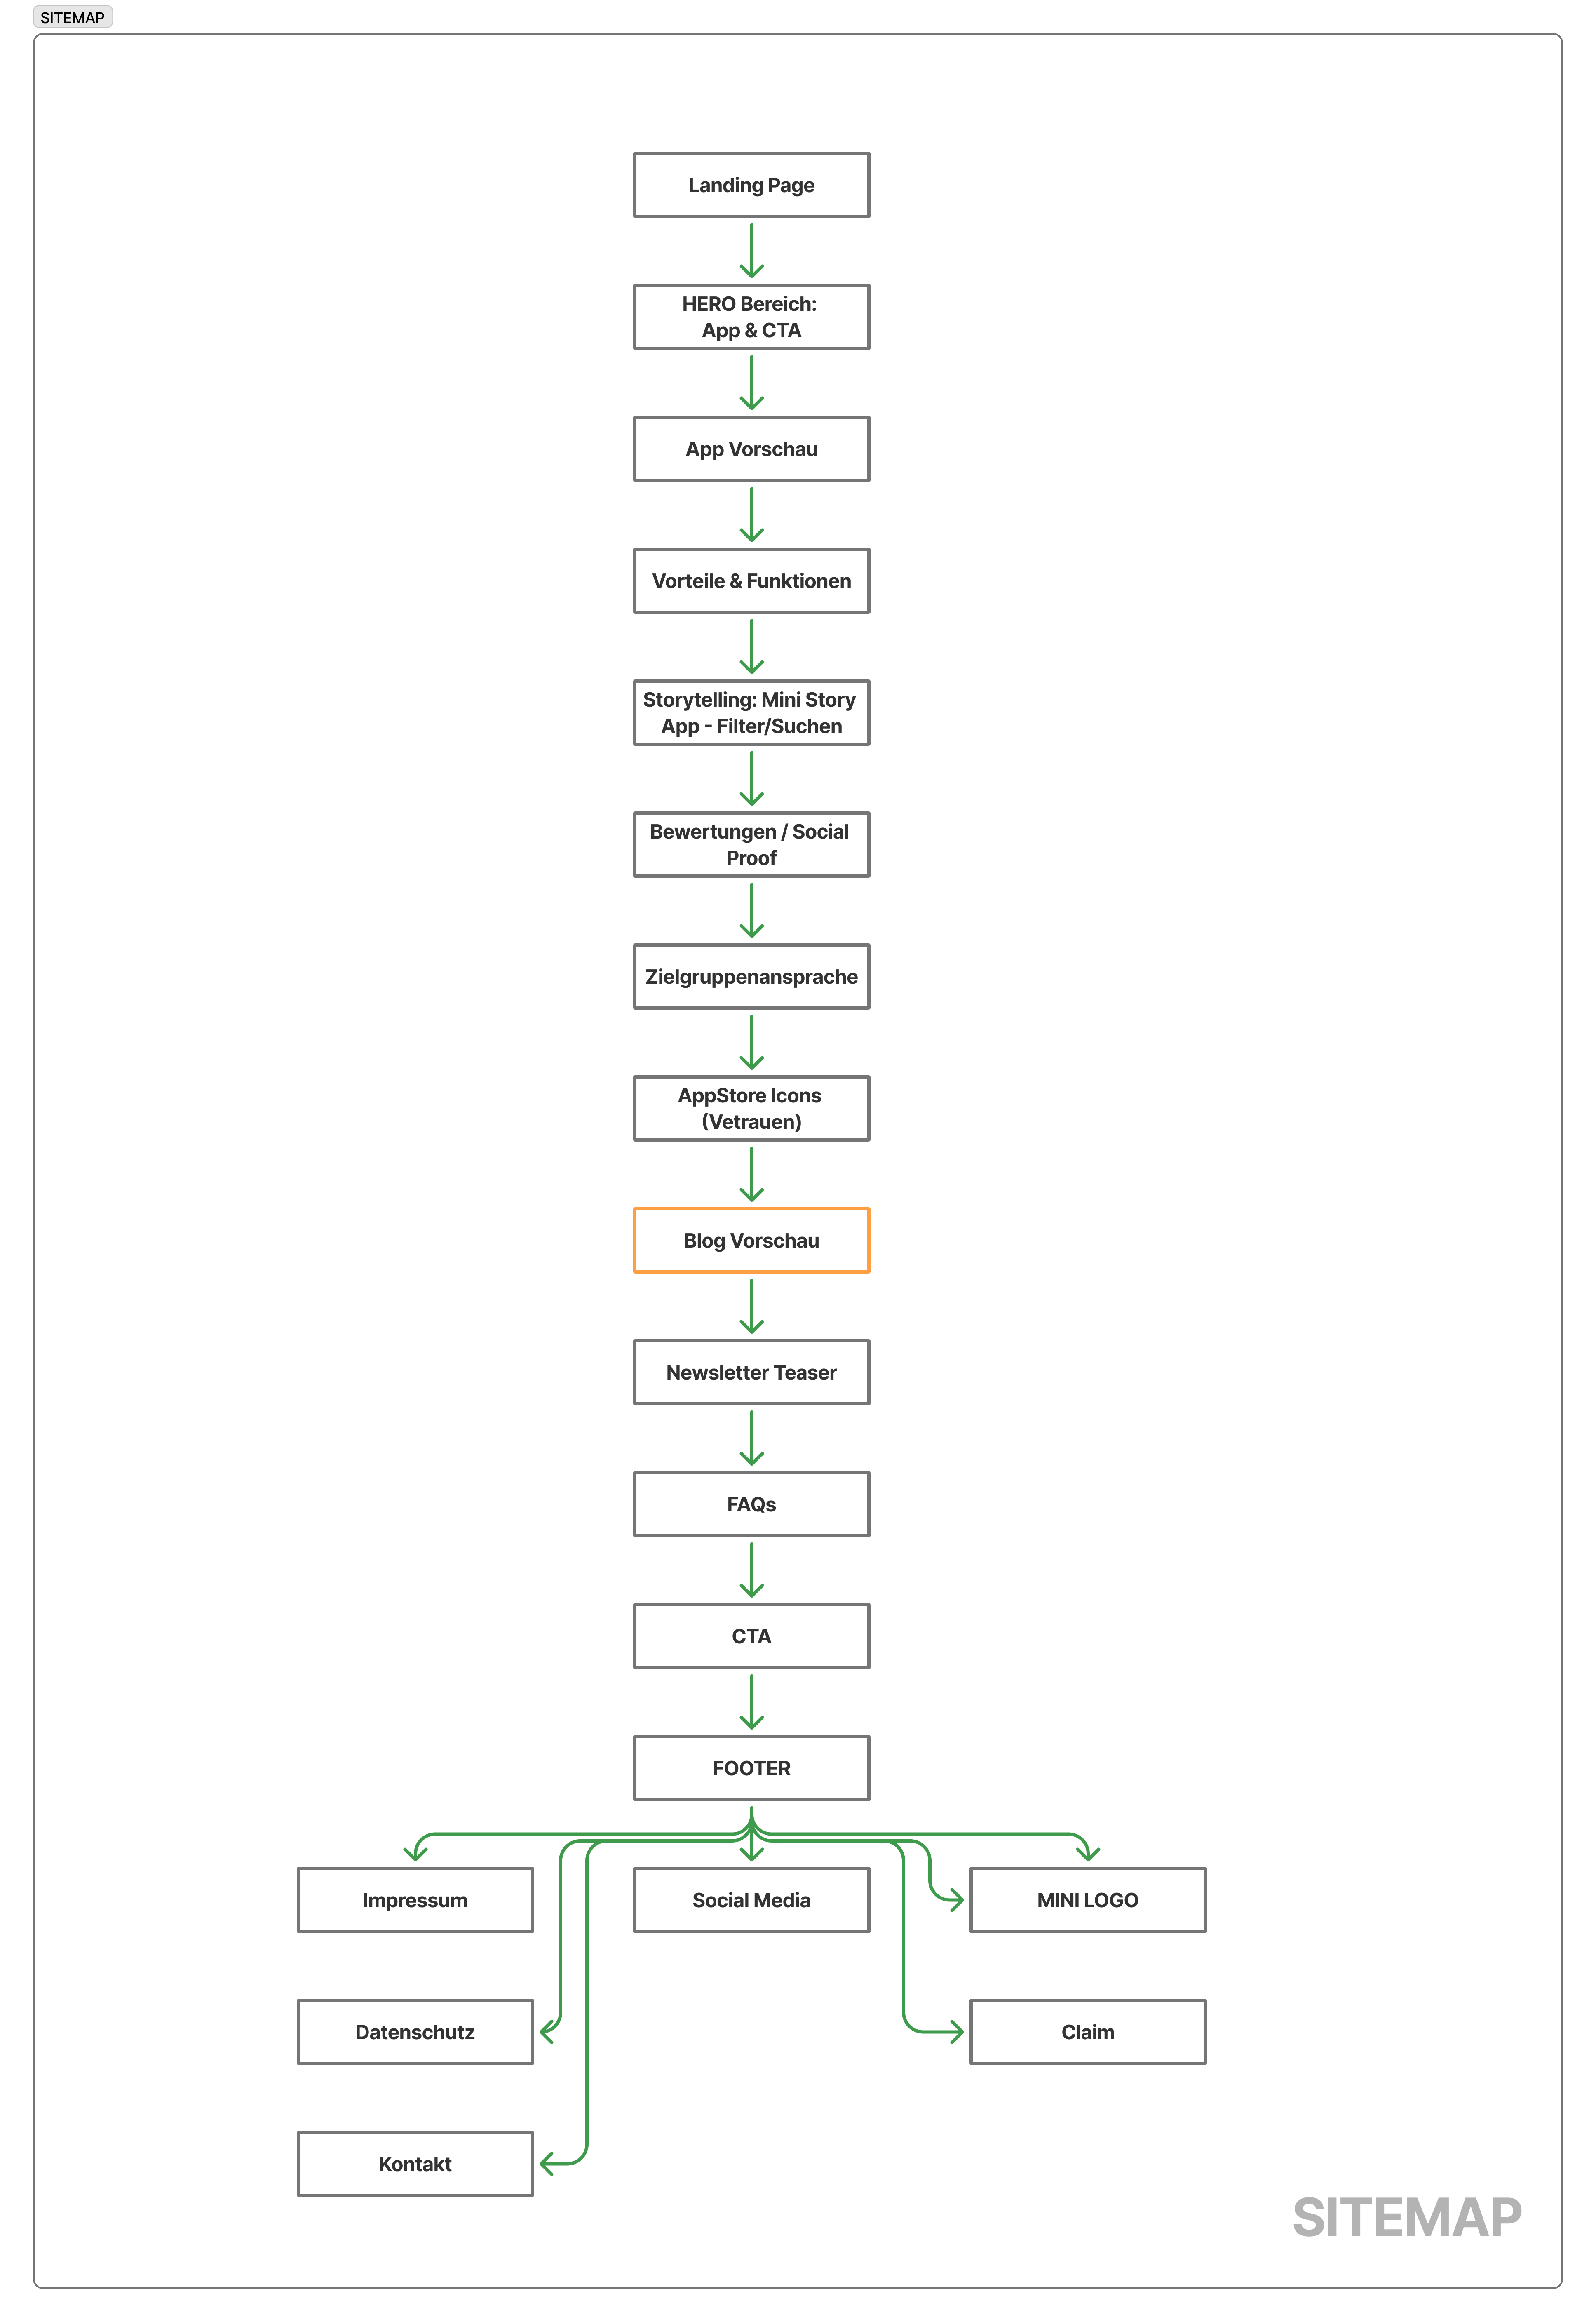 SITEMAP
Landing Page
HERO Bereich:
App & CTA
App Vorschau
Vorteile & Funktionen
Storytelling: Mini Story
App - Filter/Suchen
Bewertungen / Social
Proof
Zielgruppenansprache
AppStore Icons
(Vetrauen)
Blog Vorschau
Newsletter Teaser
FAQs
CTA
FOOTER
Impressum
Social Media
MINI LOGO
Datenschutz
Claim
Kontakt
SITEMAP